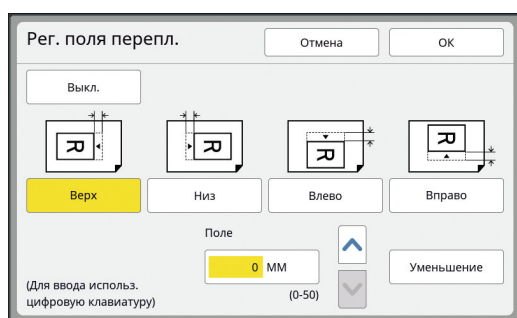 Рег. поля перепл.
Отмена
OK
Выкл.
R
R
R
R
Верх
Низ
Влево
Вправо
Поле
0 ММ
Уменьшение
(0-50)
(Для ввода использ.
цифровую клавиатуру)